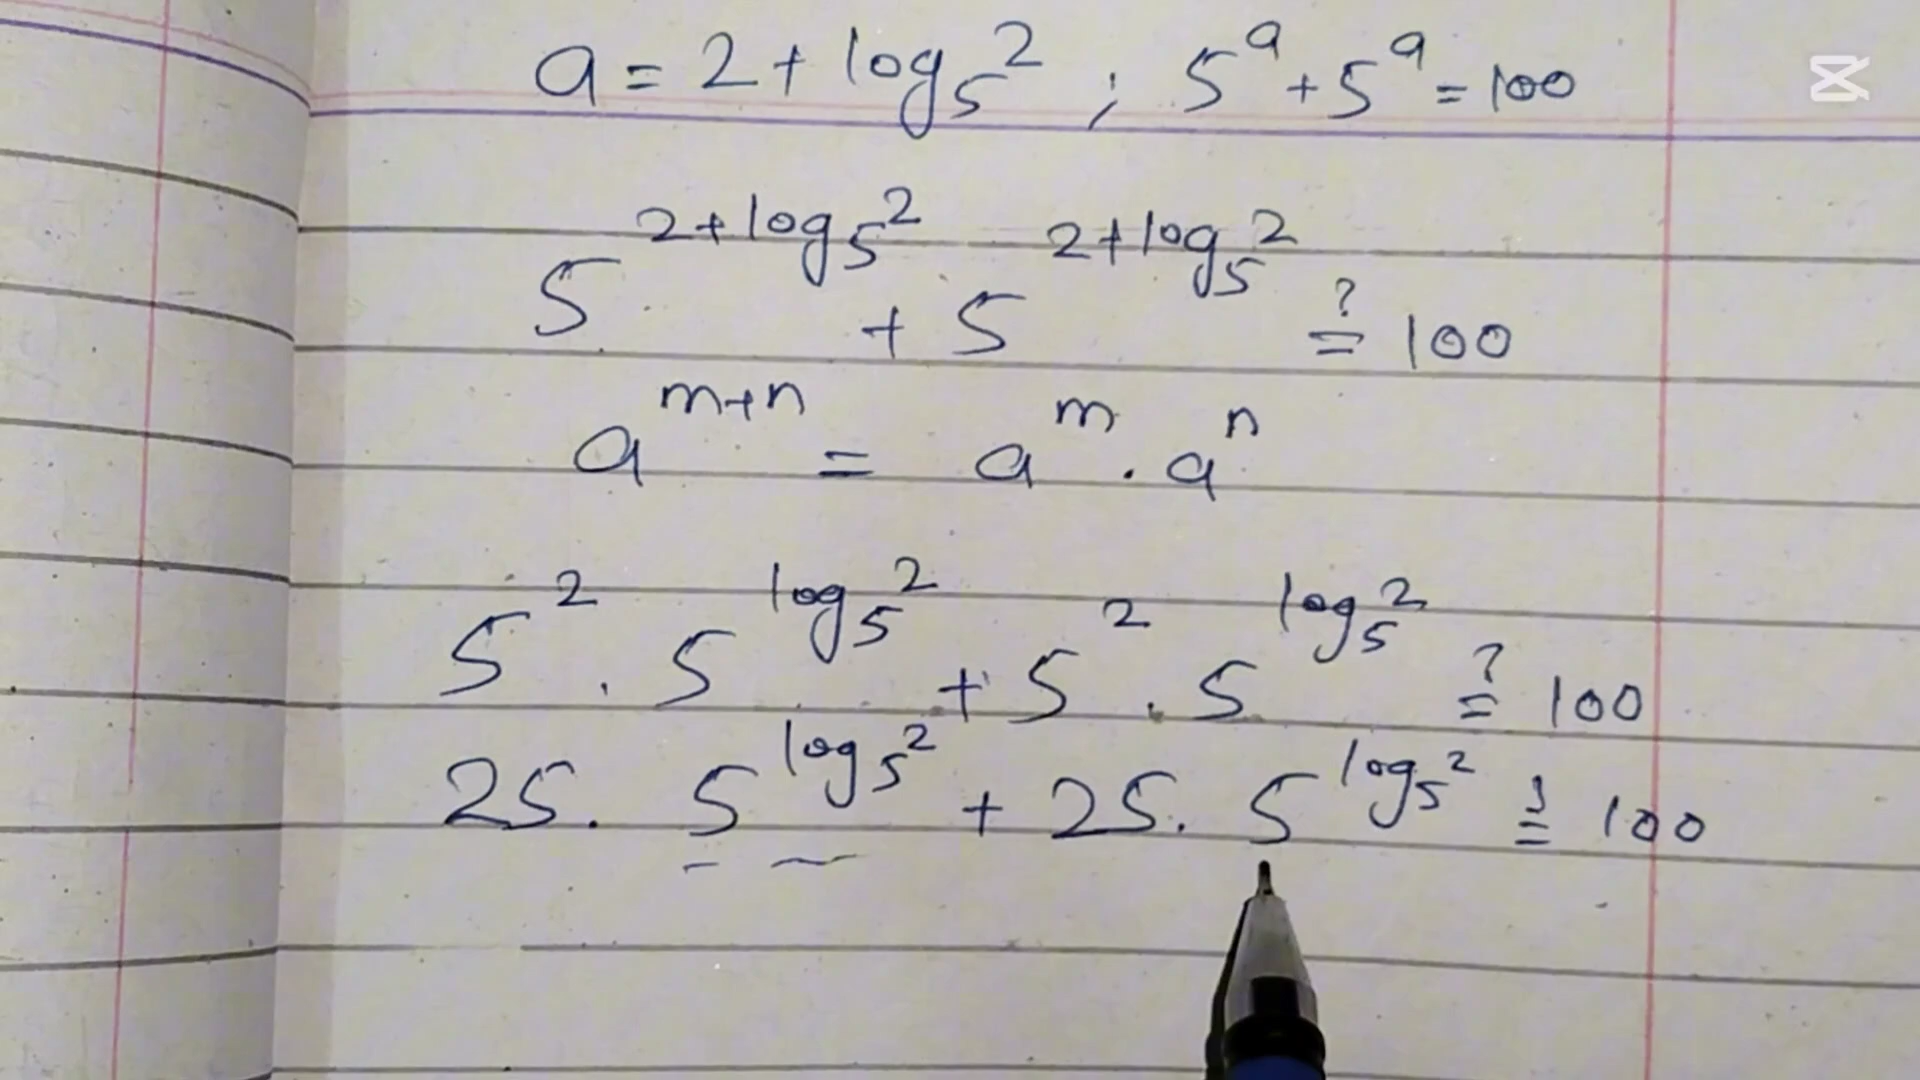 a = 2 + log₅2 ; 5ᵃ + 5ᵃ = 100
5^(2+log₅2) + 5^(2+log₅2) ≟ 100
a^(m+n) = a^m . a^n
5² . 5^(log₅2) + 5² . 5^(log₅2) ≟ 100
25 . 5^(log₅2) + 25 . 5^(log₅2) ≟ 100